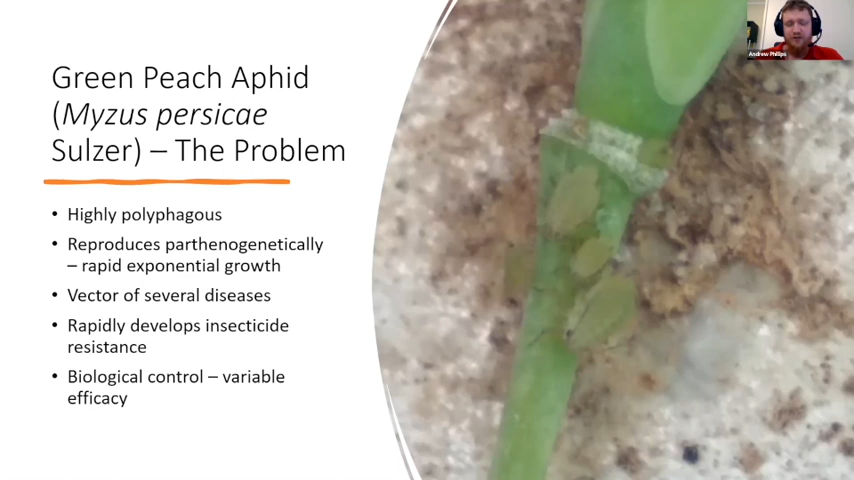 Green Peach Aphid
(Myzus persicae
Sulzer) – The Problem
• Highly polyphagous
• Reproduces parthenogenetically
– rapid exponential growth
• Vector of several diseases
• Rapidly develops insecticide
resistance
• Biological control – variable
efficacy
Andrew Phillips